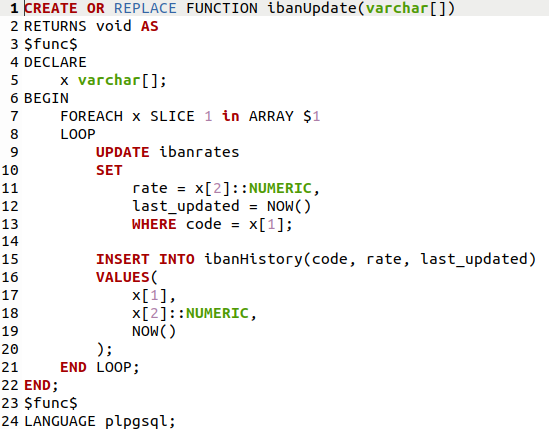 1 CREATE OR REPLACE FUNCTION ibanUpdate(varchar[])
2 RETURNS void AS
3 $func$
4 DECLARE
5     x varchar[];
6 BEGIN
7     FOREACH x SLICE 1 in ARRAY $1
8     LOOP
9         UPDATE ibanrates
10         SET
11             rate = x[2]::NUMERIC,
12             last_updated = NOW()
13             WHERE code = x[1];
14
15         INSERT INTO ibanHistory(code, rate, last_updated)
16         VALUES(
17             x[1],
18             x[2]::NUMERIC,
19             NOW()
20         );
21     END LOOP;
22 END;
23 $func$
24 LANGUAGE plpgsql;